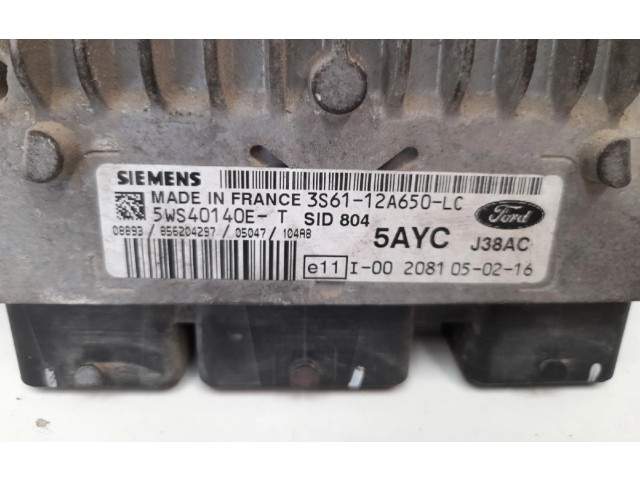 SIEMENS
MADE IN FRANCE 3S61-12A650-LC
5WS40140E- T SID 804
Ford
08893 / 856204297 / 05047 / 104A8
5AYC J38AC
e11 I-00 2081 05-02-16